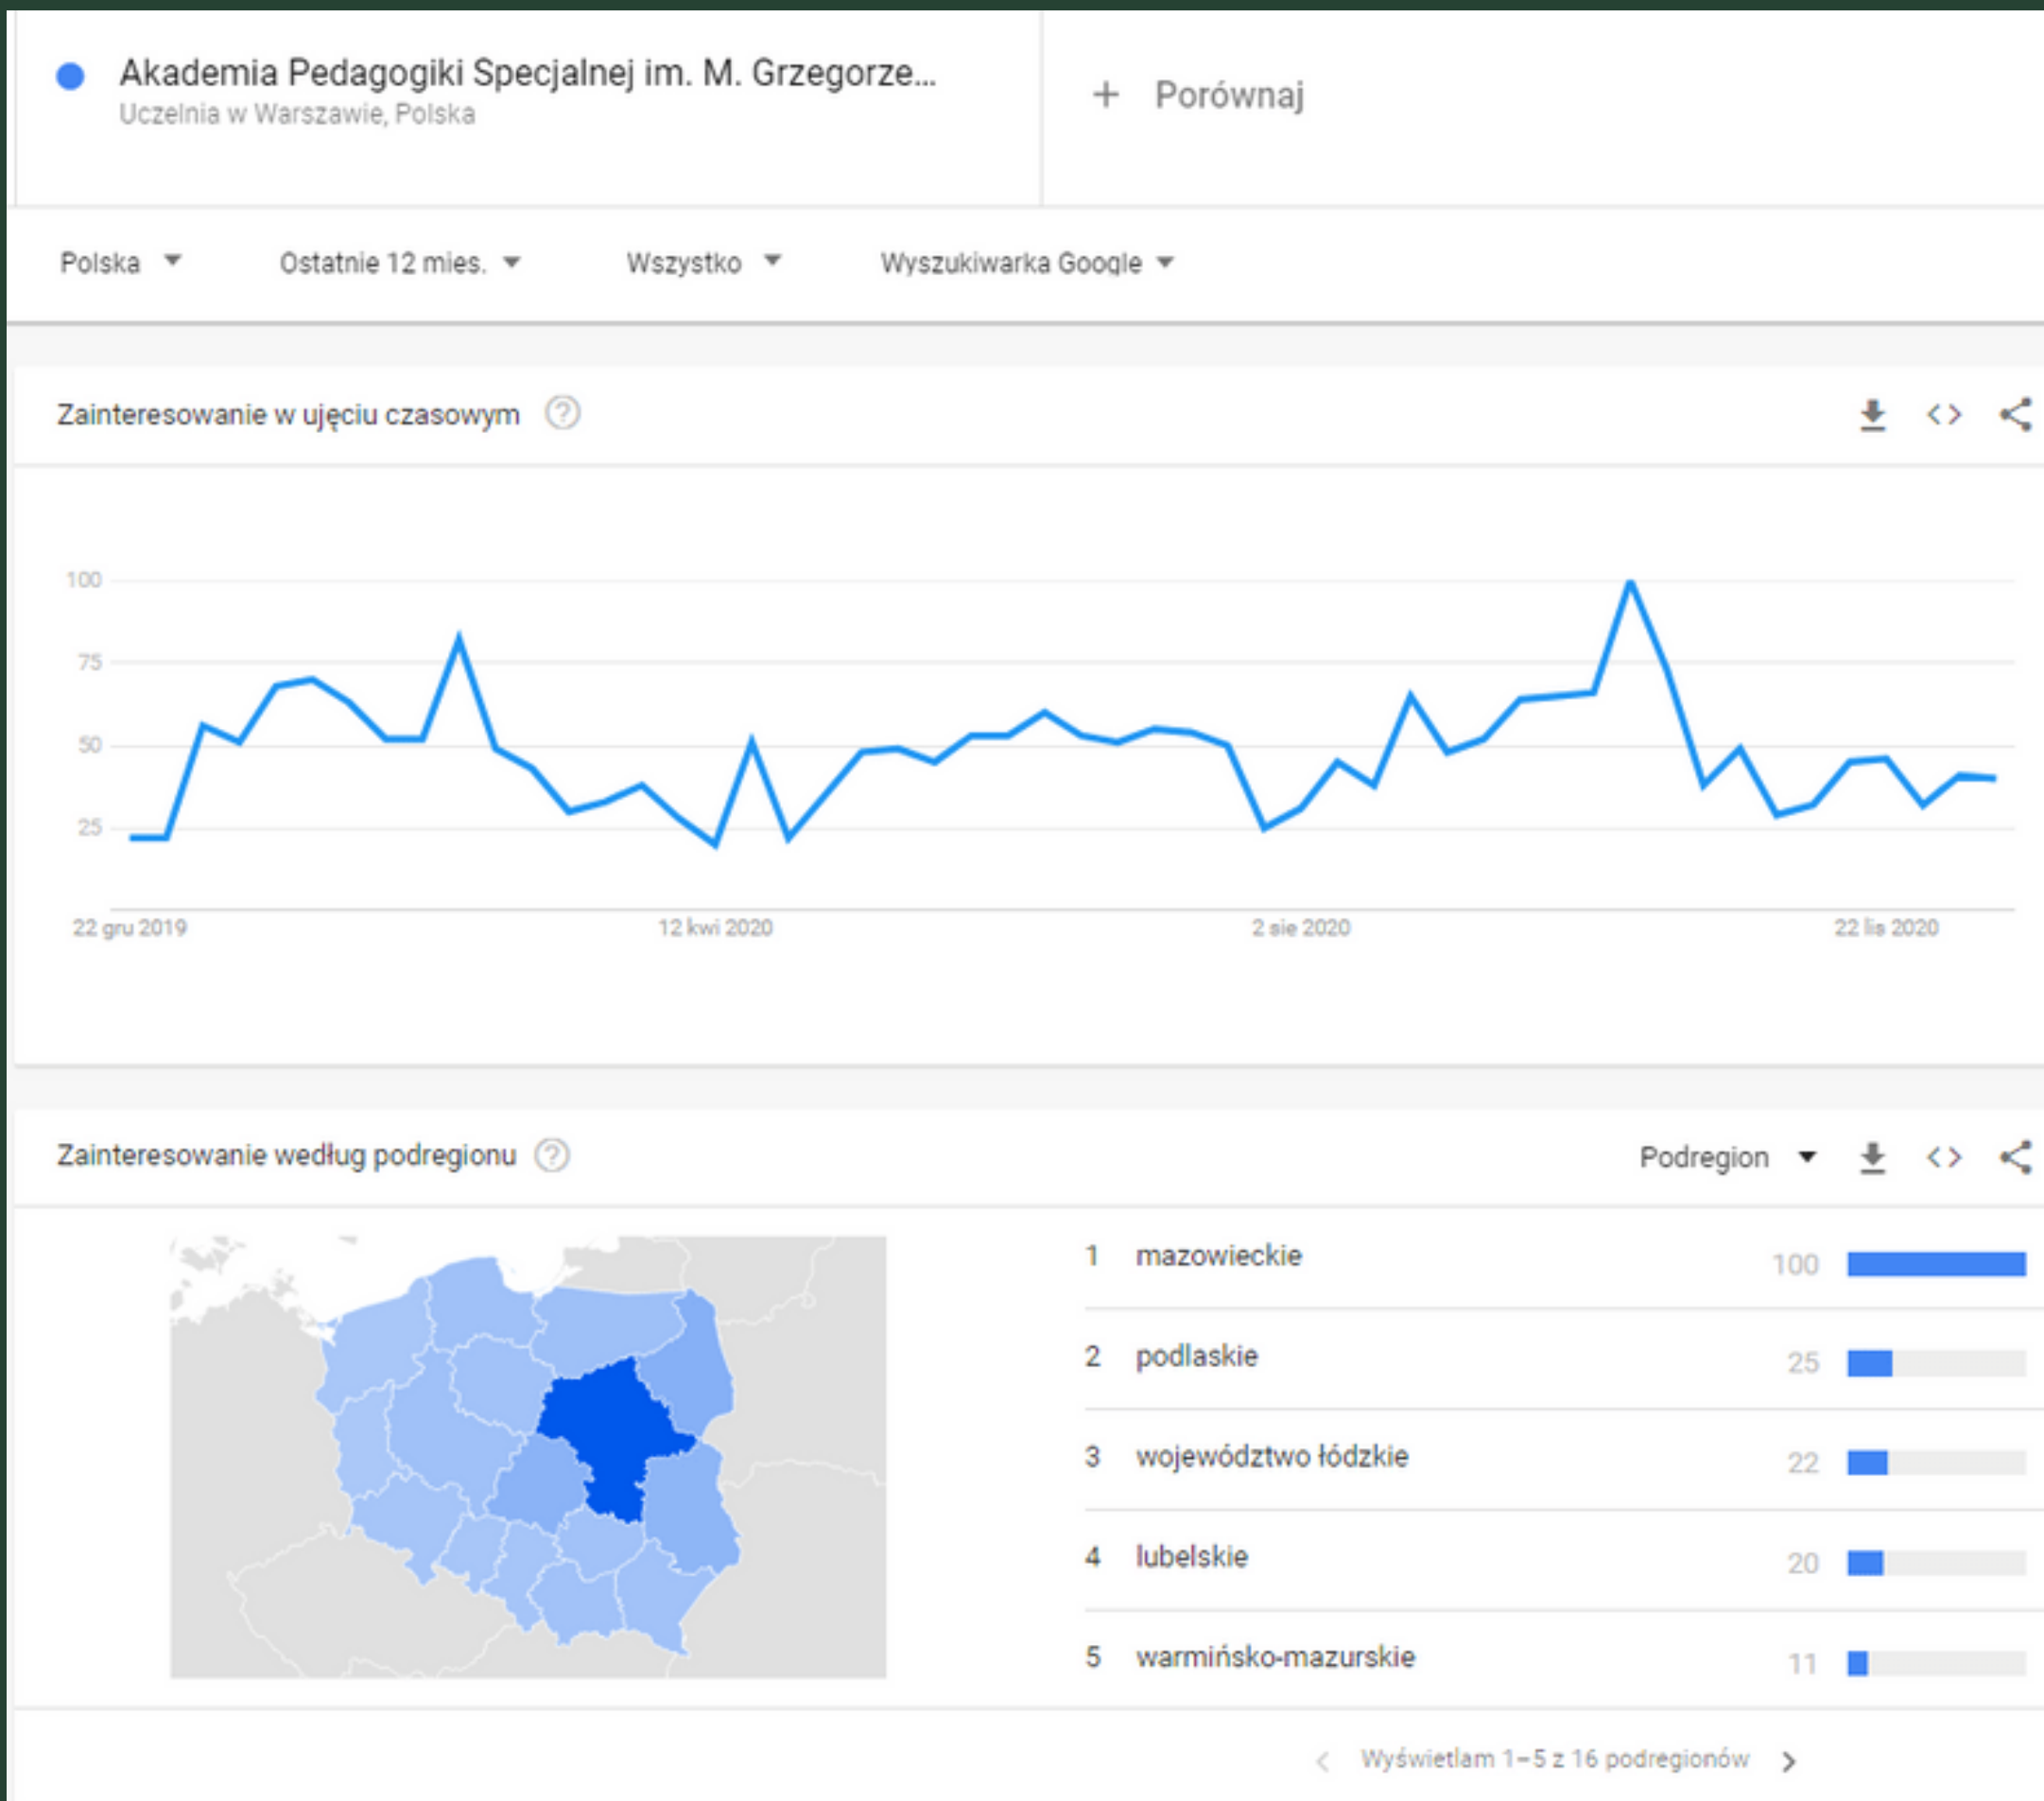 Akademia Pedagogiki Specjalnej im. M. Grzegorze...
Uczelnia w Warszawie, Polska
+ Porównaj
Polska
Ostatnie 12 mies.
Wszystko
Wyszukiwarka Google
Zainteresowanie w ujęciu czasowym
100
75
50
25
22 gru 2019
12 kwi 2020
2 sie 2020
22 lis 2020
Zainteresowanie według podregionu
Podregion
1 mazowieckie 100
2 podlaskie 25
3 województwo łódzkie 22
4 lubelskie 20
5 warmińsko-mazurskie 11
Wyświetlam 1–5 z 16 podregionów